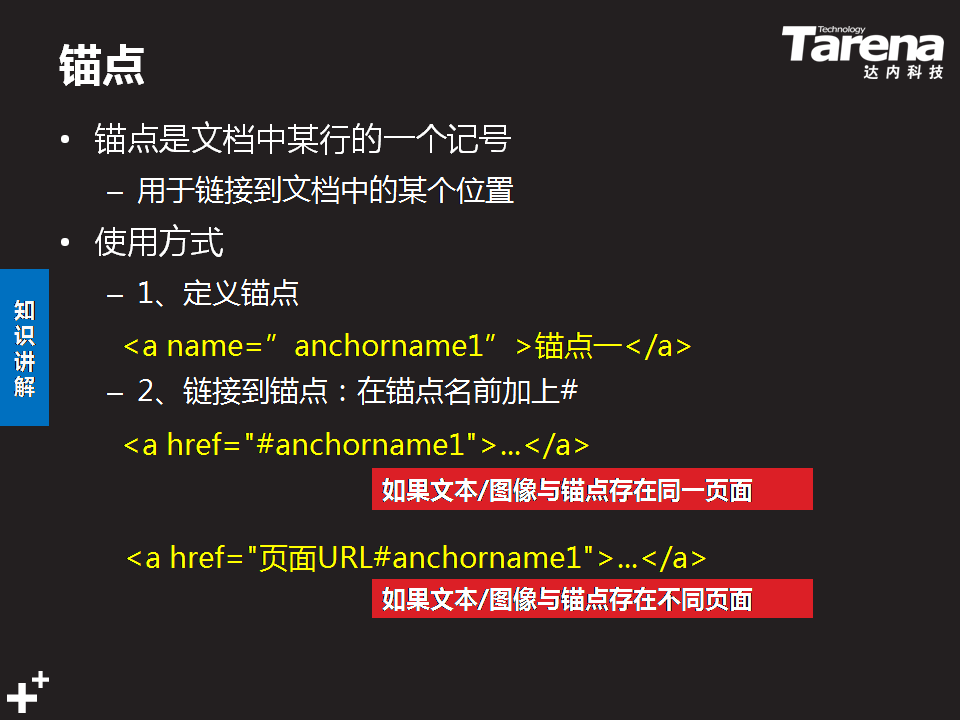 锚点
Technology
Tarena
达内科技
• 锚点是文档中某行的一个记号
– 用于链接到文档中的某个位置
• 使用方式
– 1、定义锚点
<a name=”anchorname1”>锚点一</a>
– 2、链接到锚点：在锚点名前加上#
<a href="#anchorname1">...</a>
如果文本/图像与锚点存在同一页面
<a href="页面URL#anchorname1">...</a>
如果文本/图像与锚点存在不同页面
知识讲解